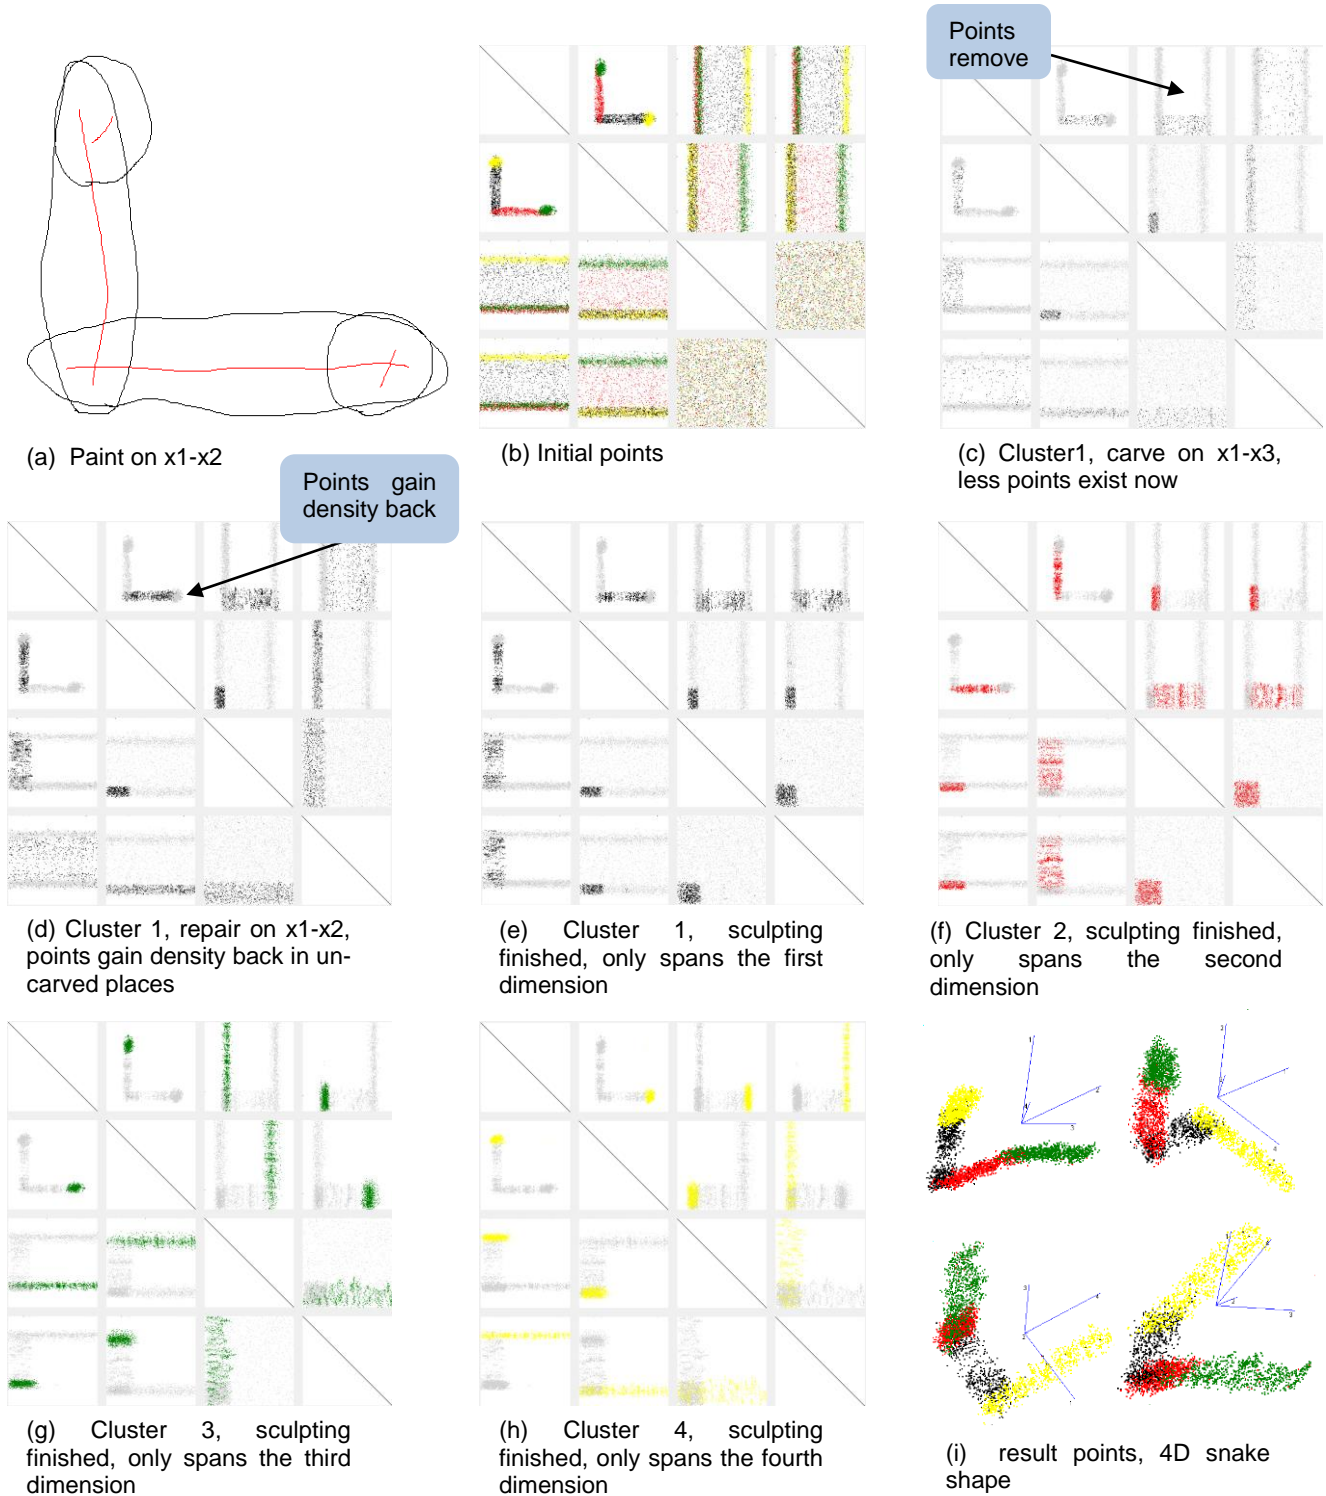 Points
remove
(a) Paint on x1-x2
(b) Initial points
(c) Cluster1, carve on x1-x3,
less points exist now
Points gain
density back
(d) Cluster 1, repair on x1-x2,
points gain density back in un-
carved places
(e) Cluster 1, sculpting
finished, only spans the first
dimension
(f) Cluster 2, sculpting finished,
only spans the second
dimension
(g) Cluster 3, sculpting
finished, only spans the third
dimension
(h) Cluster 4, sculpting
finished, only spans the fourth
dimension
(i) result points, 4D snake
shape